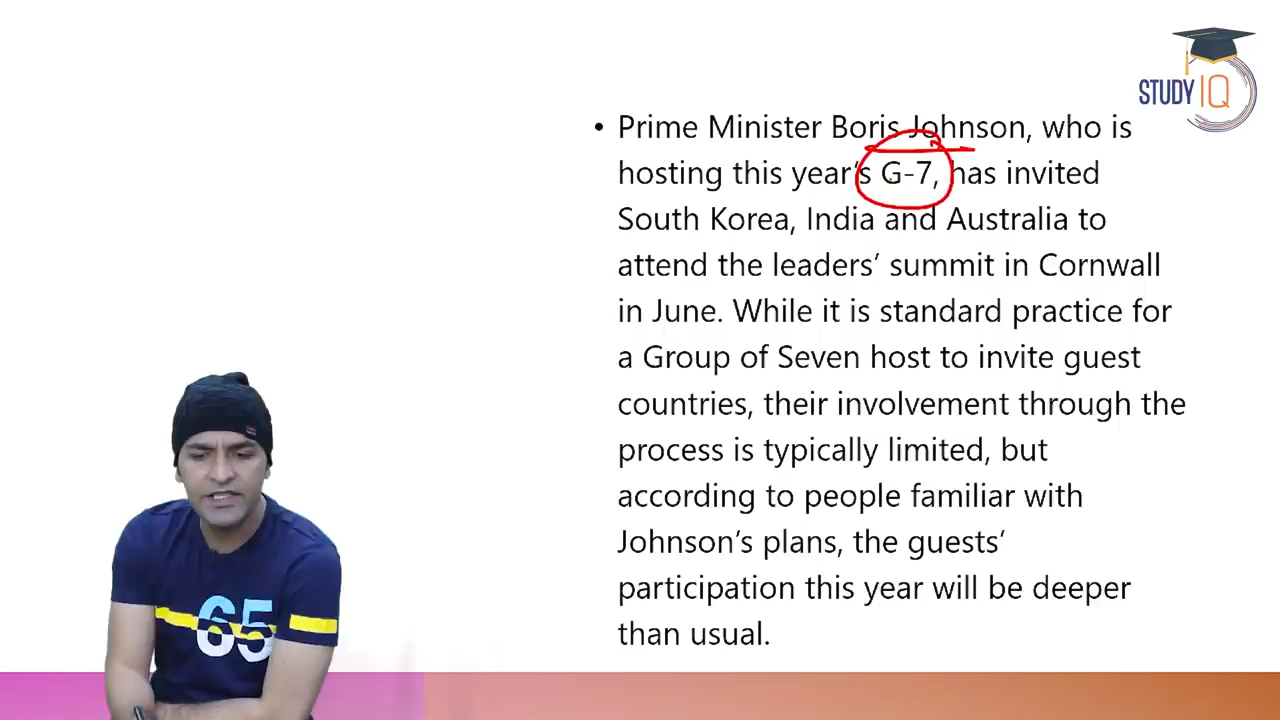 STUDY IQ
• Prime Minister Boris Johnson, who is
hosting this year's G-7, has invited
South Korea, India and Australia to
attend the leaders’ summit in Cornwall
in June. While it is standard practice for
a Group of Seven host to invite guest
countries, their involvement through the
process is typically limited, but
according to people familiar with
Johnson’s plans, the guests’
participation this year will be deeper
than usual.
65